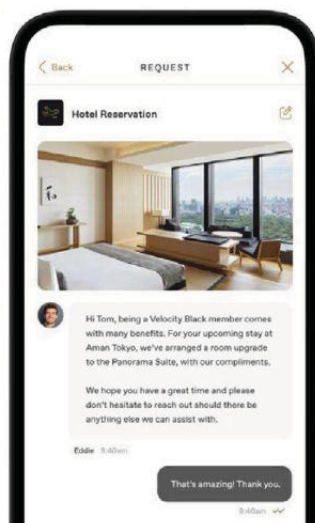 Back
REQUEST
Hotel Reservation
Hi Tom, being a Velocity Black member comes
with many benefits. For your upcoming stay at
Aman Tokyo, we've arranged a room upgrade
to the Panorama Suite, with our compliments.
We hope you have a great time and please
don't hesitate to reach out should there be
anything else we can assist with.
Eddie 9:40am
That's amazing! Thank you.
9:40am